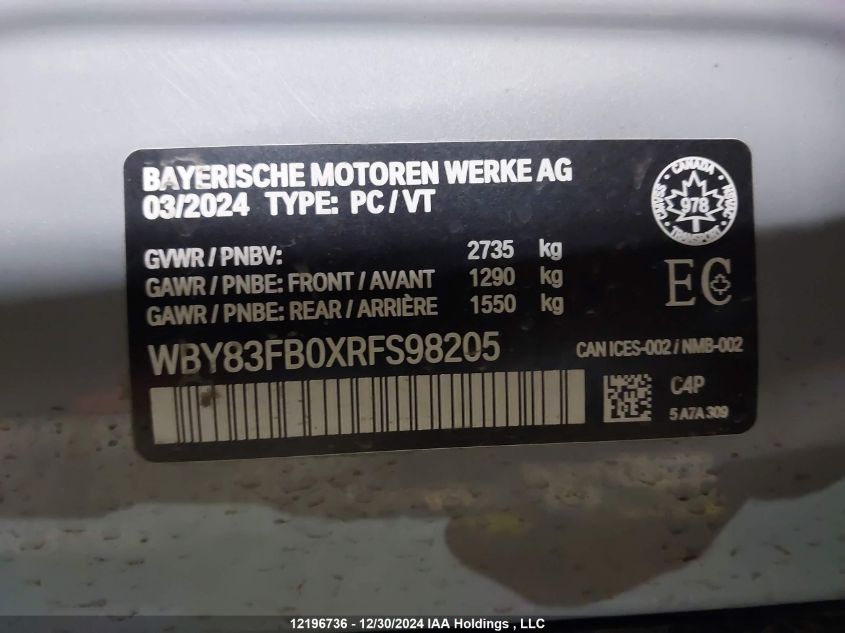 BAYERISCHE MOTOREN WERKE AG
03/2024 TYPE: PC / VT
GVWR / PNBV: 2735 kg
GAWR / PNBE: FRONT / AVANT 1290 kg
GAWR / PNBE: REAR / ARRIÈRE 1550 kg
WBY83FB0XRFS98205
CANADA
978
TRANSPORT
EC
CAN ICES-002 / NMB-002
C4P
5 A7A 309
12196736 - 12/30/2024 IAA Holdings , LLC